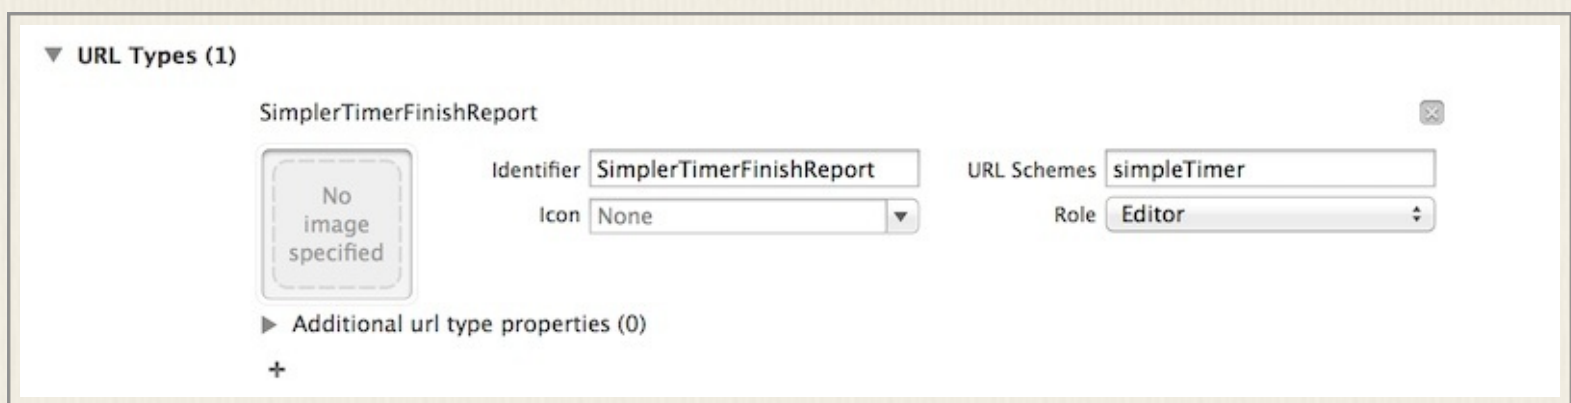 URL Types (1)
SimplerTimerFinishReport
No
image
specified
Identifier SimplerTimerFinishReport URL Schemes simpleTimer
Icon None Role Editor
Additional url type properties (0)